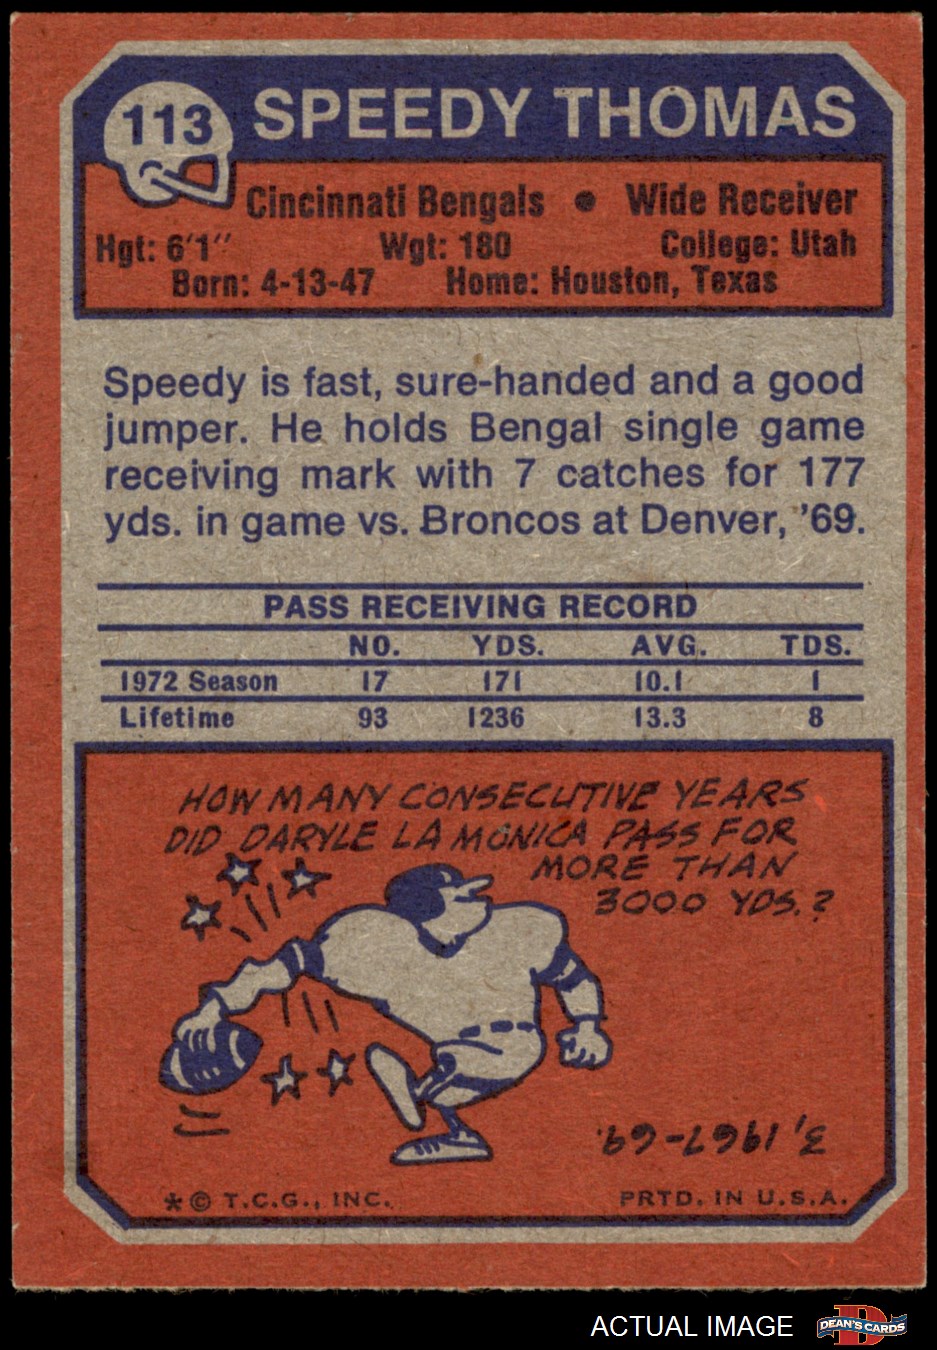 113
SPEEDY THOMAS
Cincinnati Bengals • Wide Receiver
Hgt: 6'1" Wgt: 180 College: Utah
Born: 4-13-47 Home: Houston, Texas
Speedy is fast, sure-handed and a good
jumper. He holds Bengal single game
receiving mark with 7 catches for 177
yds. in game vs. Broncos at Denver, '69.
PASS RECEIVING RECORD
NO. YDS. AVG. TDS.
1972 Season 17 171 10.1 1
Lifetime 93 1236 13.3 8
HOW MANY CONSECUTIVE YEARS
DID DARYLE LA MONICA PASS FOR
MORE THAN
3000 YDS.?
3, 1967-69.
*© T.C.G., INC. PRTD. IN U.S.A.
ACTUAL IMAGE
D
DEAN'S CARDS